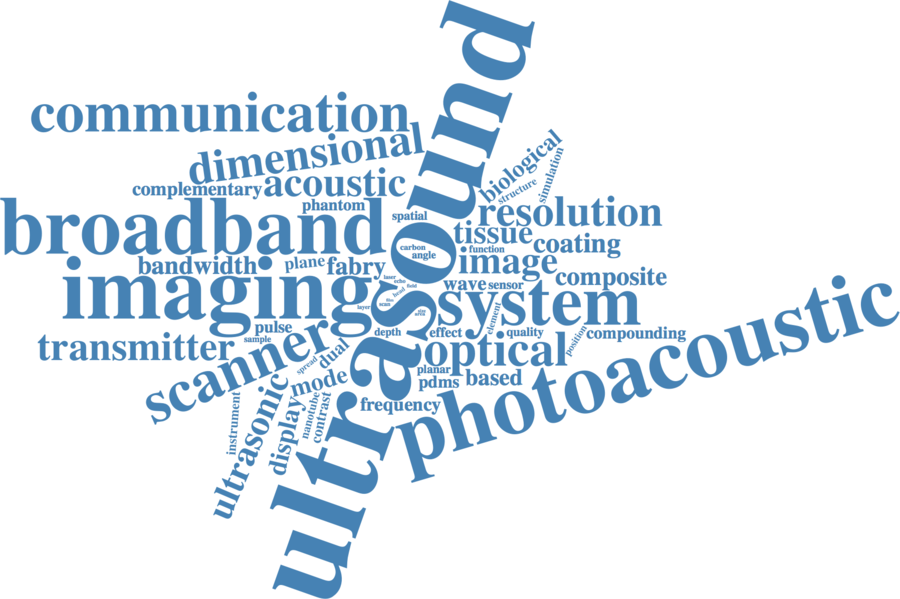 ultrasound
communication
dimensional
complementary
acoustic
phantom
spatial
biological
structure
simulation
resolution
broadband
tissue
coating
carbon
angle
function
bandwidth
plane
fabry
image
composite
laser
echo
field
wave
sensor
imaging
head
system
scan
layer
element
pulse
sample
depth
effect
quality
position
compounding
transmitter
scanner
dual
spread
optical
planar
mode
pdms
based
photoacoustic
instrument
ultrasonic
display
nanotube
contrast
frequency